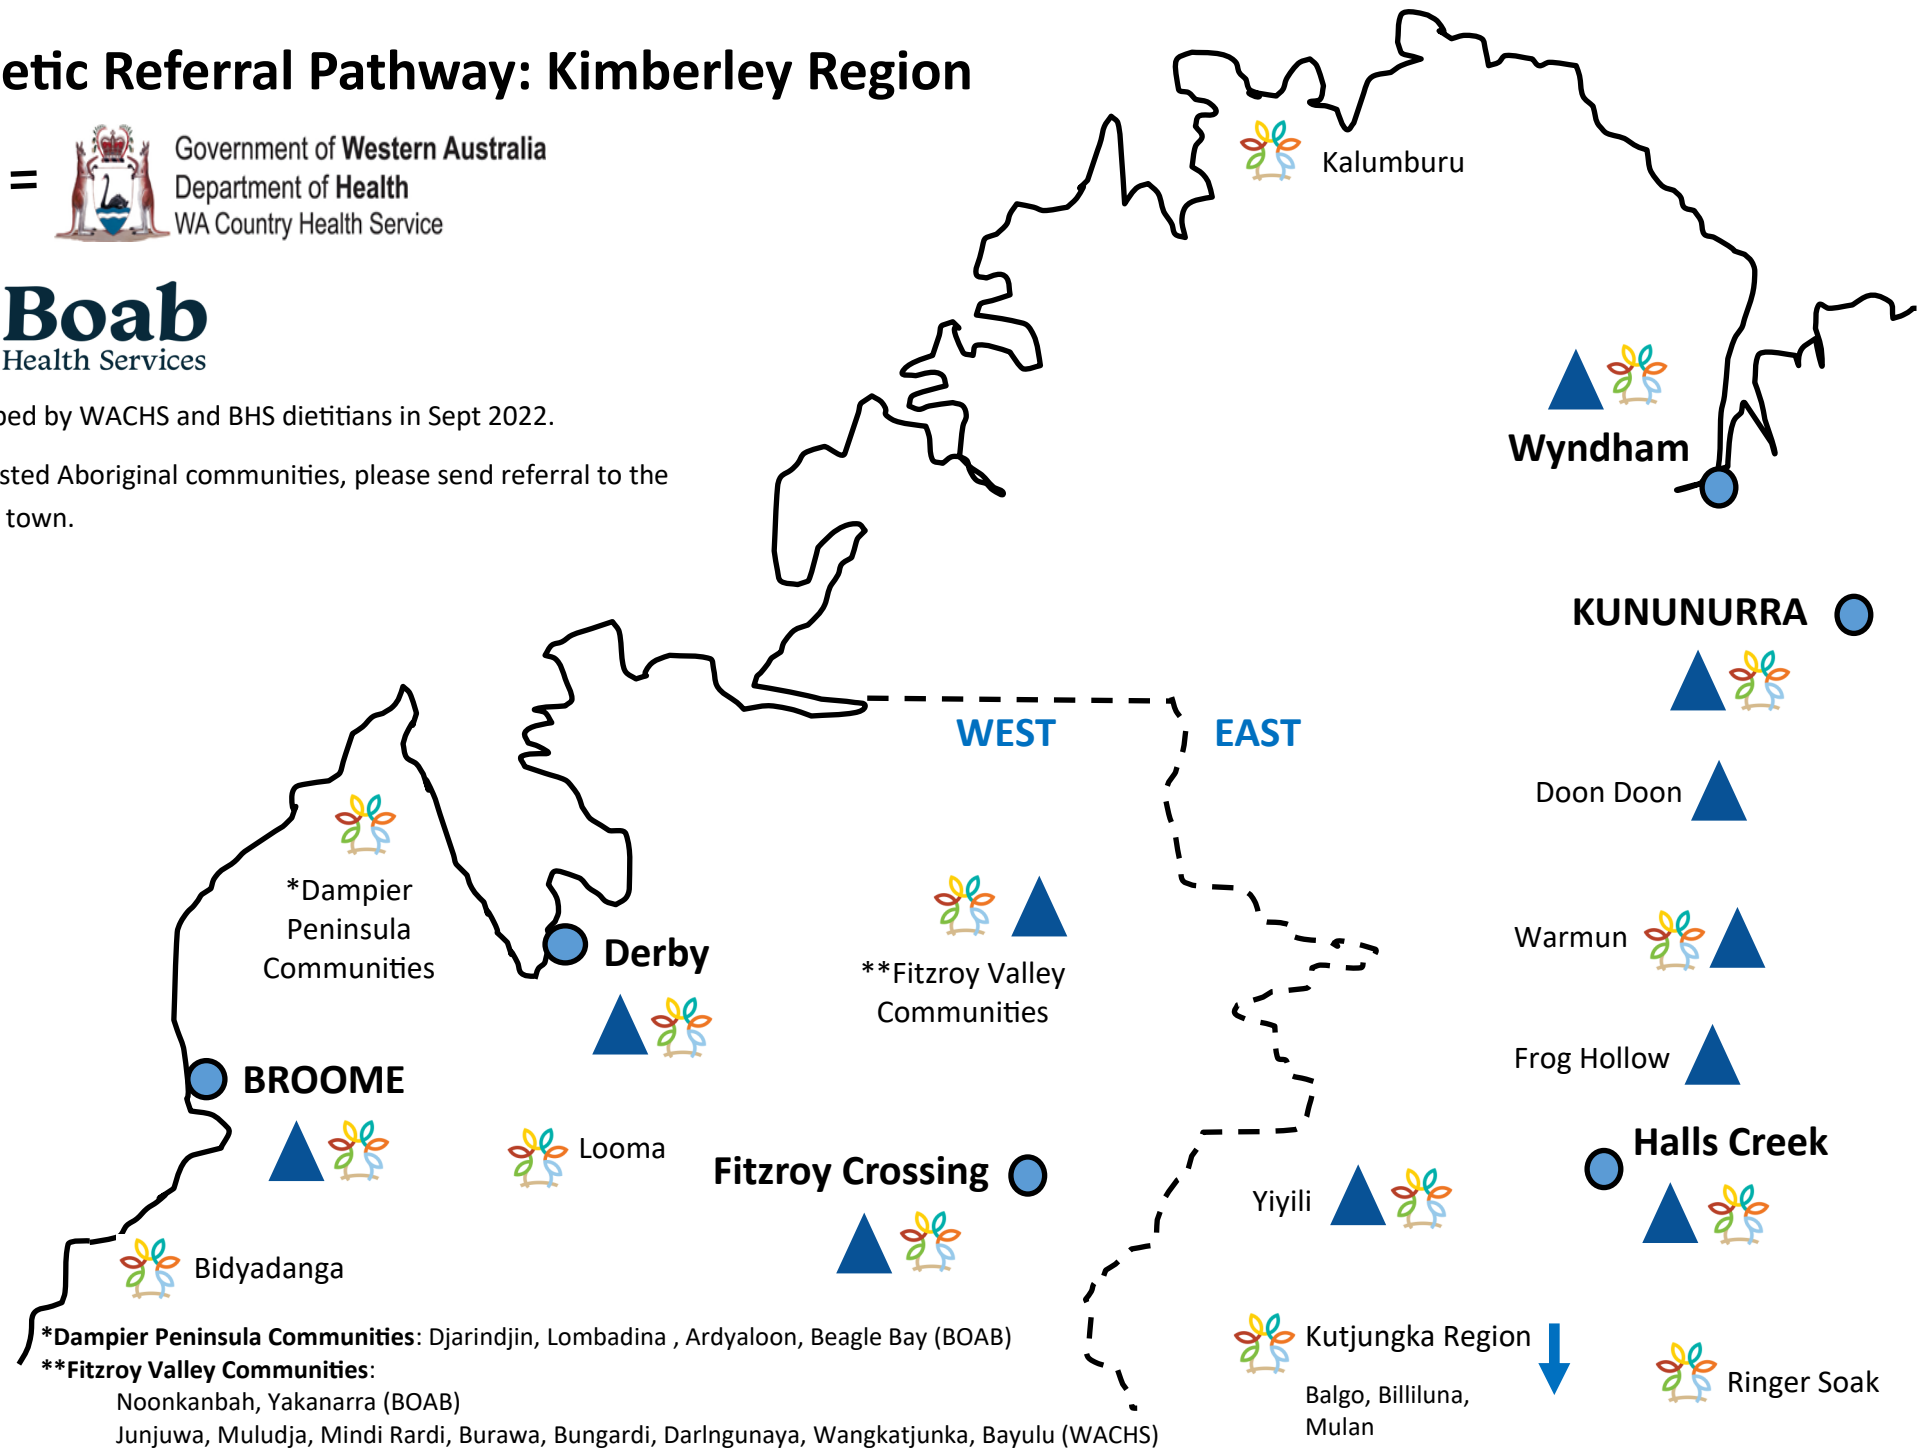 etic Referral Pathway: Kimberley Region
=
Government of Western Australia
Department of Health
WA Country Health Service
Boab
Health Services
ped by WACHS and BHS dietitians in Sept 2022.
sted Aboriginal communities, please send referral to the
town.
Kalumburu
Wyndham
KUNUNURRA
WEST
EAST
Doon Doon
*Dampier
Peninsula
Communities
Derby
**Fitzroy Valley
Communities
Warmun
Frog Hollow
BROOME
Looma
Fitzroy Crossing
Halls Creek
Yiyili
Bidyadanga
*Dampier Peninsula Communities: Djarindjin, Lombadina , Ardyaloon, Beagle Bay (BOAB)
**Fitzroy Valley Communities:
Noonkanbah, Yakanarra (BOAB)
Junjuwa, Muludja, Mindi Rardi, Burawa, Bungardi, Darlngunaya, Wangkatjunka, Bayulu (WACHS)
Kutjungka Region
Balgo, Billiluna,
Mulan
Ringer Soak